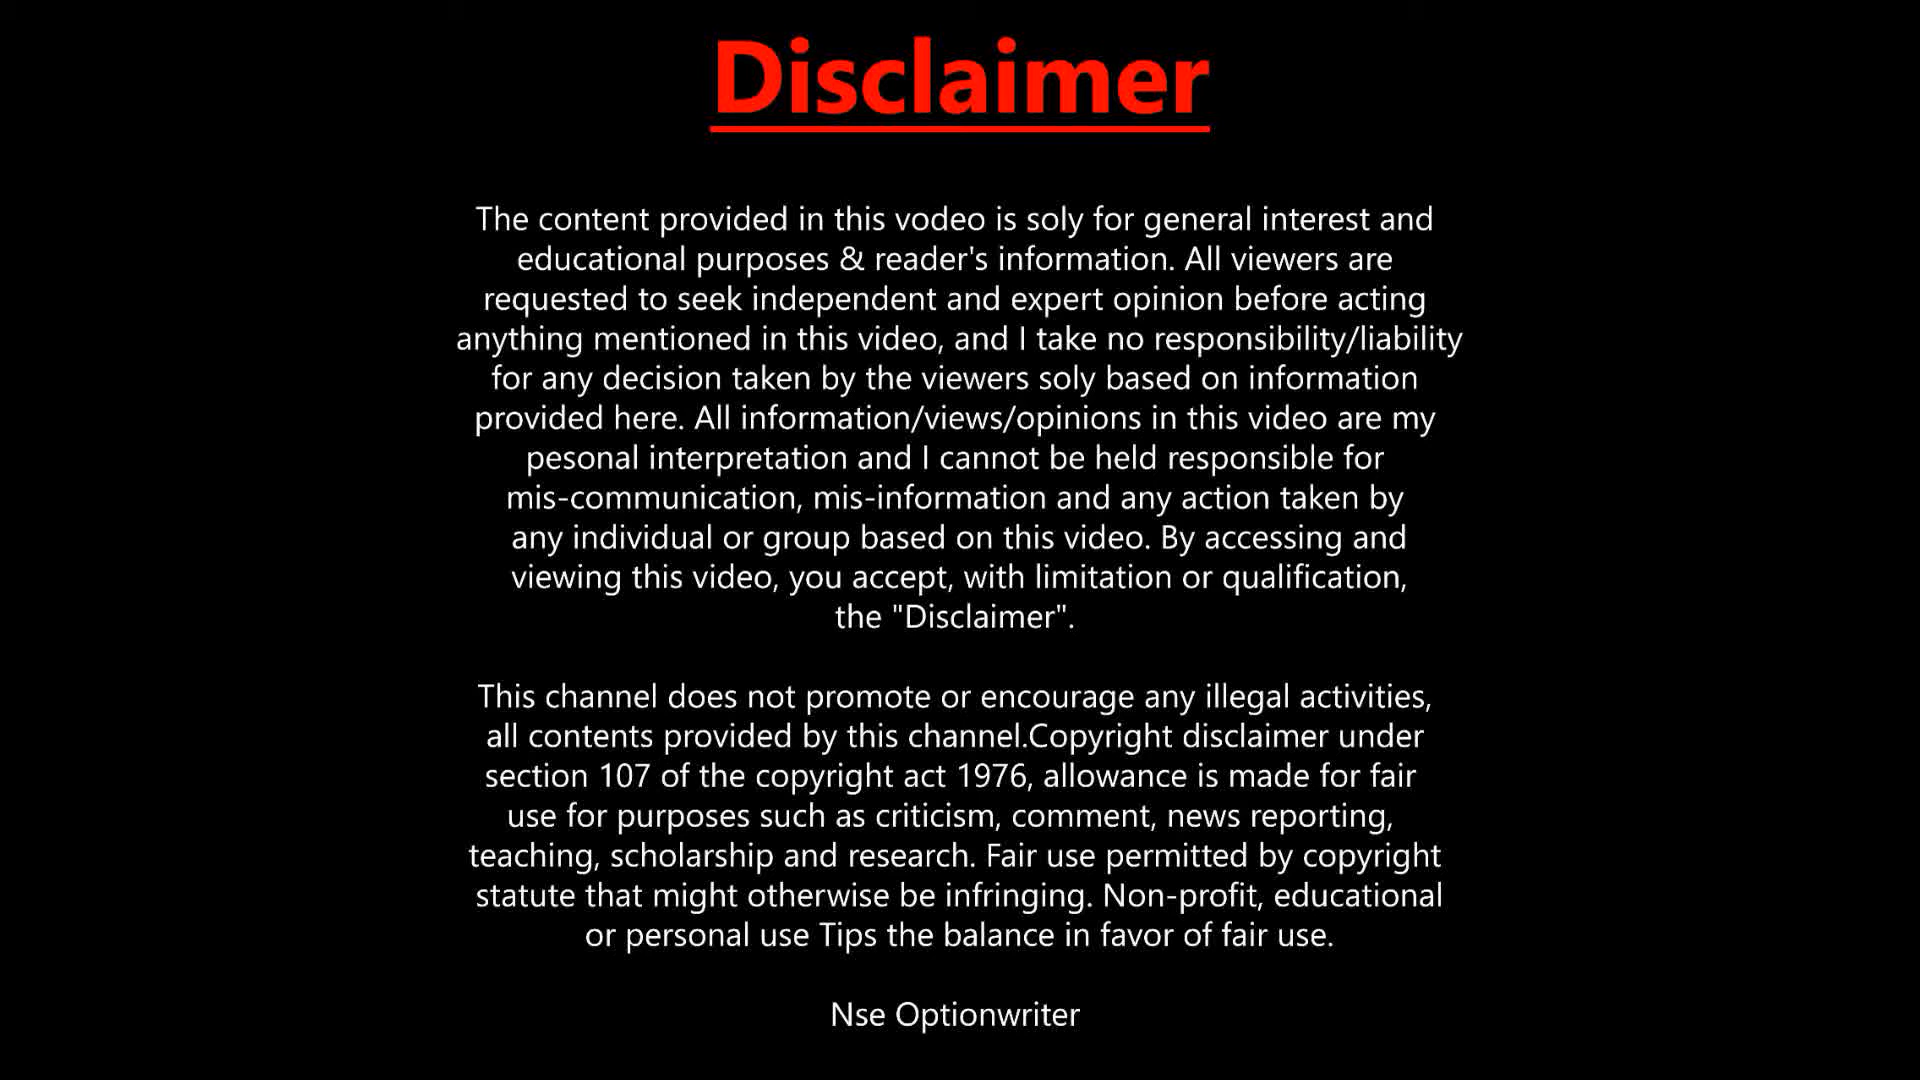 Disclaimer
The content provided in this vodeo is soly for general interest and
educational purposes & reader's information. All viewers are
requested to seek independent and expert opinion before acting
anything mentioned in this video, and I take no responsibility/liability
for any decision taken by the viewers soly based on information
provided here. All information/views/opinions in this video are my
pesonal interpretation and I cannot be held responsible for
mis-communication, mis-information and any action taken by
any individual or group based on this video. By accessing and
viewing this video, you accept, with limitation or qualification,
the "Disclaimer".
This channel does not promote or encourage any illegal activities,
all contents provided by this channel.Copyright disclaimer under
section 107 of the copyright act 1976, allowance is made for fair
use for purposes such as criticism, comment, news reporting,
teaching, scholarship and research. Fair use permitted by copyright
statute that might otherwise be infringing. Non-profit, educational
or personal use Tips the balance in favor of fair use.
Nse Optionwriter